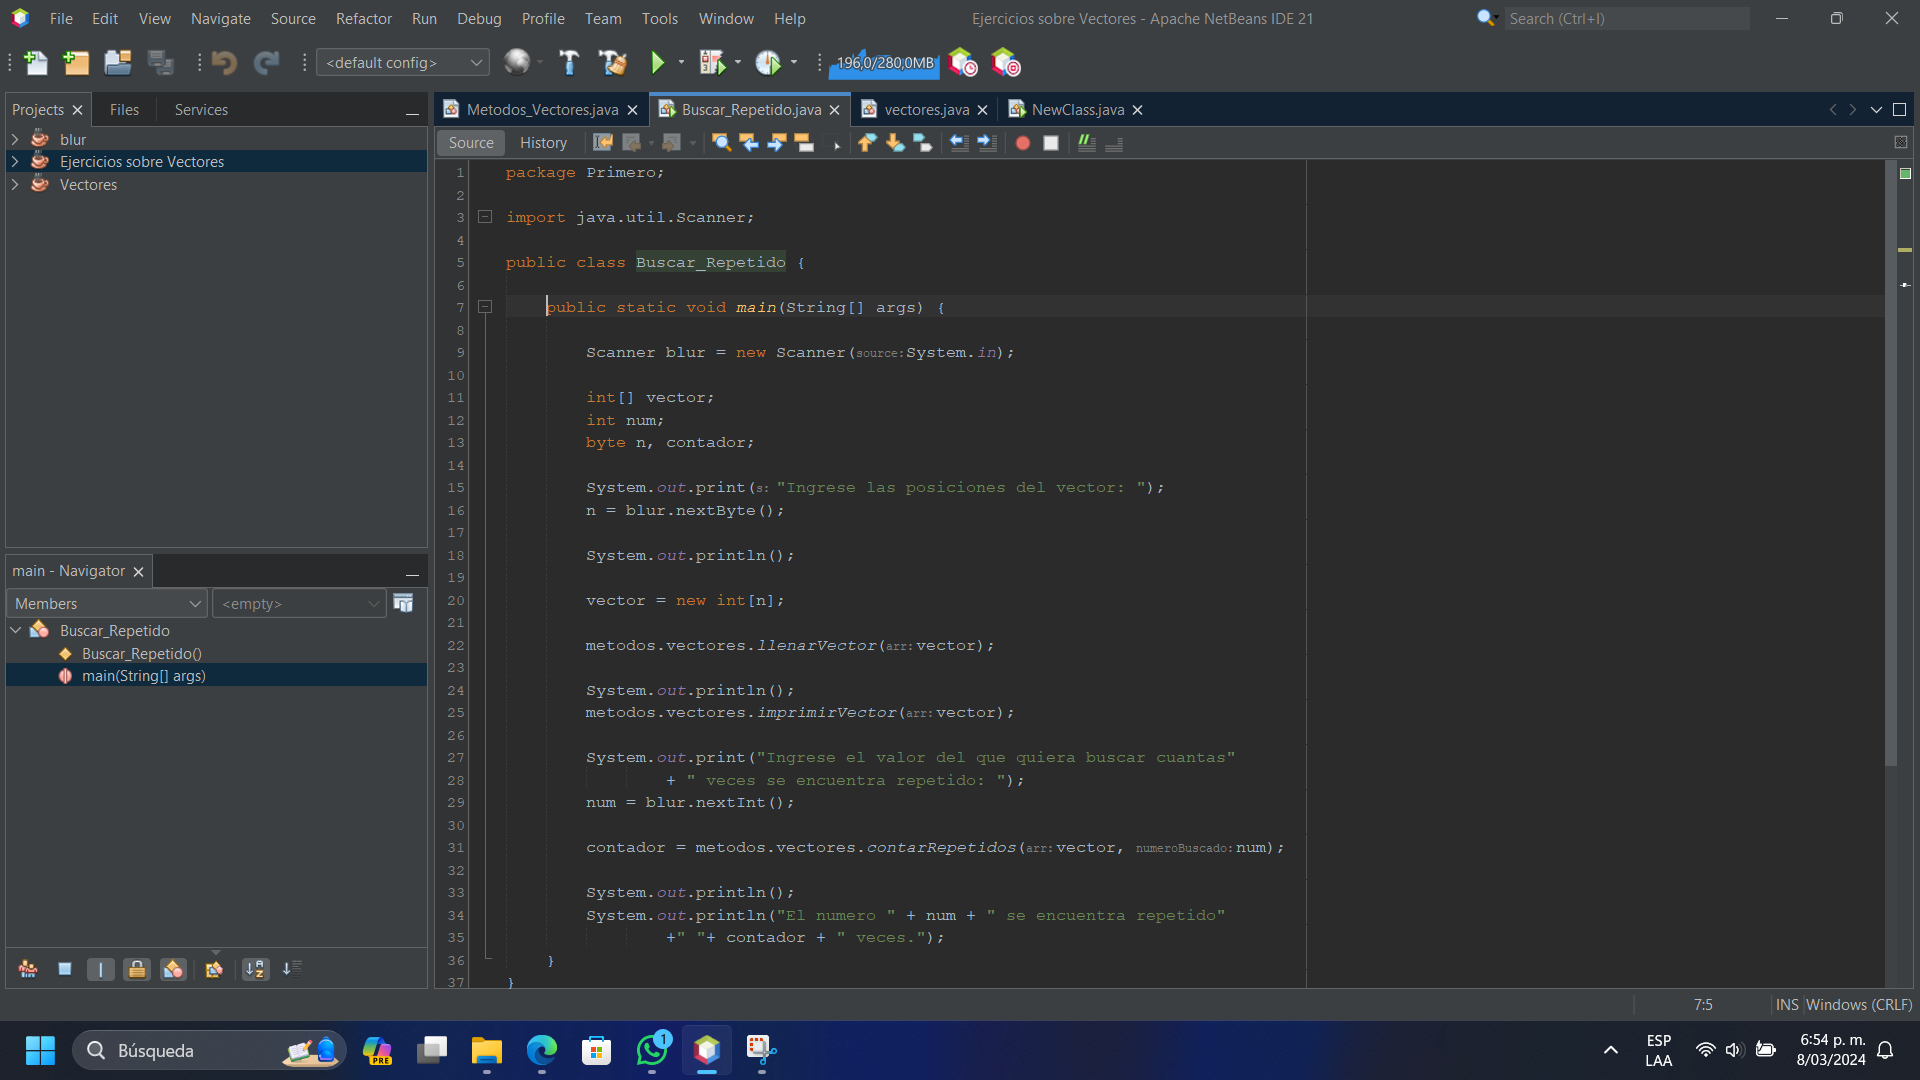 File Edit View Navigate Source Refactor Run Debug Profile Team Tools Window Help
Ejercicios sobre Vectores - Apache NetBeans IDE 21
Search (Ctrl+I)
<default config>
196,0/280,0MB
Projects
Files
Services
blur
Ejercicios sobre Vectores
Vectores
main - Navigator
Members
<empty>
Buscar_Repetido
Buscar_Repetido()
main(String[] args)
Metodos_Vectores.java
Buscar_Repetido.java
vectores.java
NewClass.java
Source
History
1 package Primero;
2
3 import java.util.Scanner;
4
5 public class Buscar_Repetido {
6
7 public static void main(String[] args) {
8
9 Scanner blur = new Scanner(source:System.in);
10
11 int[] vector;
12 int num;
13 byte n, contador;
14
15 System.out.print(s: "Ingrese las posiciones del vector: ");
16 n = blur.nextByte();
17
18 System.out.println();
19
20 vector = new int[n];
21
22 metodos.vectores.llenarVector(arr:vector);
23
24 System.out.println();
25 metodos.vectores.imprimirVector(arr:vector);
26
27 System.out.print("Ingrese el valor del que quiera buscar cuantas"
28 + " veces se encuentra repetido: ");
29 num = blur.nextInt();
30
31 contador = metodos.vectores.contarRepetidos(arr:vector, numeroBuscado:num);
32
33 System.out.println();
34 System.out.println("El numero " + num + " se encuentra repetido"
35 +" "+ contador + " veces.");
36 }
37 }
7:5
INS
Windows (CRLF)
Búsqueda
PRE
1
ESP
LAA
6:54 p. m.
8/03/2024